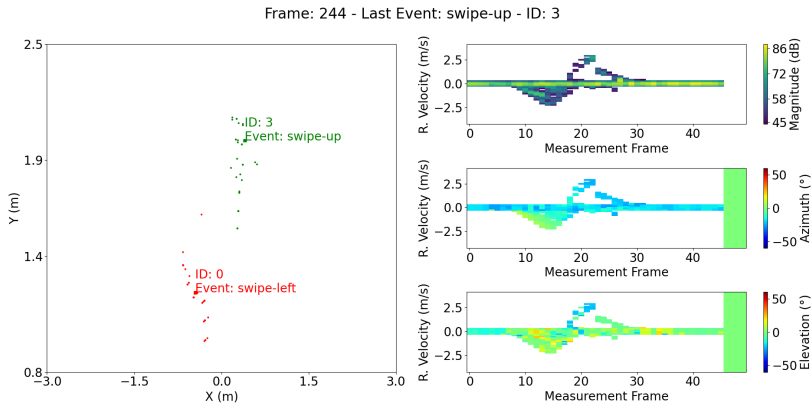 Frame: 244 - Last Event: swipe-up - ID: 3
2.5
1.9
1.4
0.8
Y (m)
−3.0
−1.5
0.0
1.5
3.0
X (m)
ID: 3
Event: swipe-up
ID: 0
Event: swipe-left
R. Velocity (m/s)
2.5
0.0
−2.5
0
10
20
30
40
Measurement Frame
86
76
65
55
45
Magnitude (dB)
R. Velocity (m/s)
2.5
0.0
−2.5
0
10
20
30
40
Measurement Frame
50
0
−50
Azimuth (°)
R. Velocity (m/s)
2.5
0.0
−2.5
0
10
20
30
40
Measurement Frame
50
0
−50
Elevation (°)